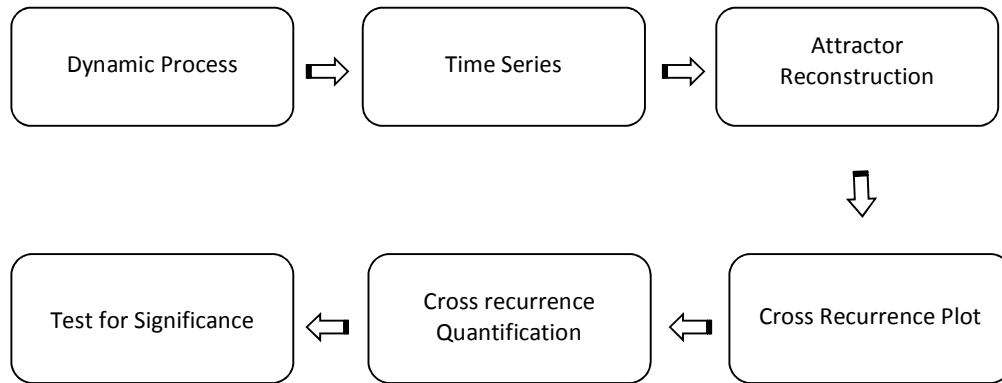 Dynamic Process
Time Series
Attractor
Reconstruction
Cross Recurrence Plot
Cross recurrence
Quantification
Test for Significance